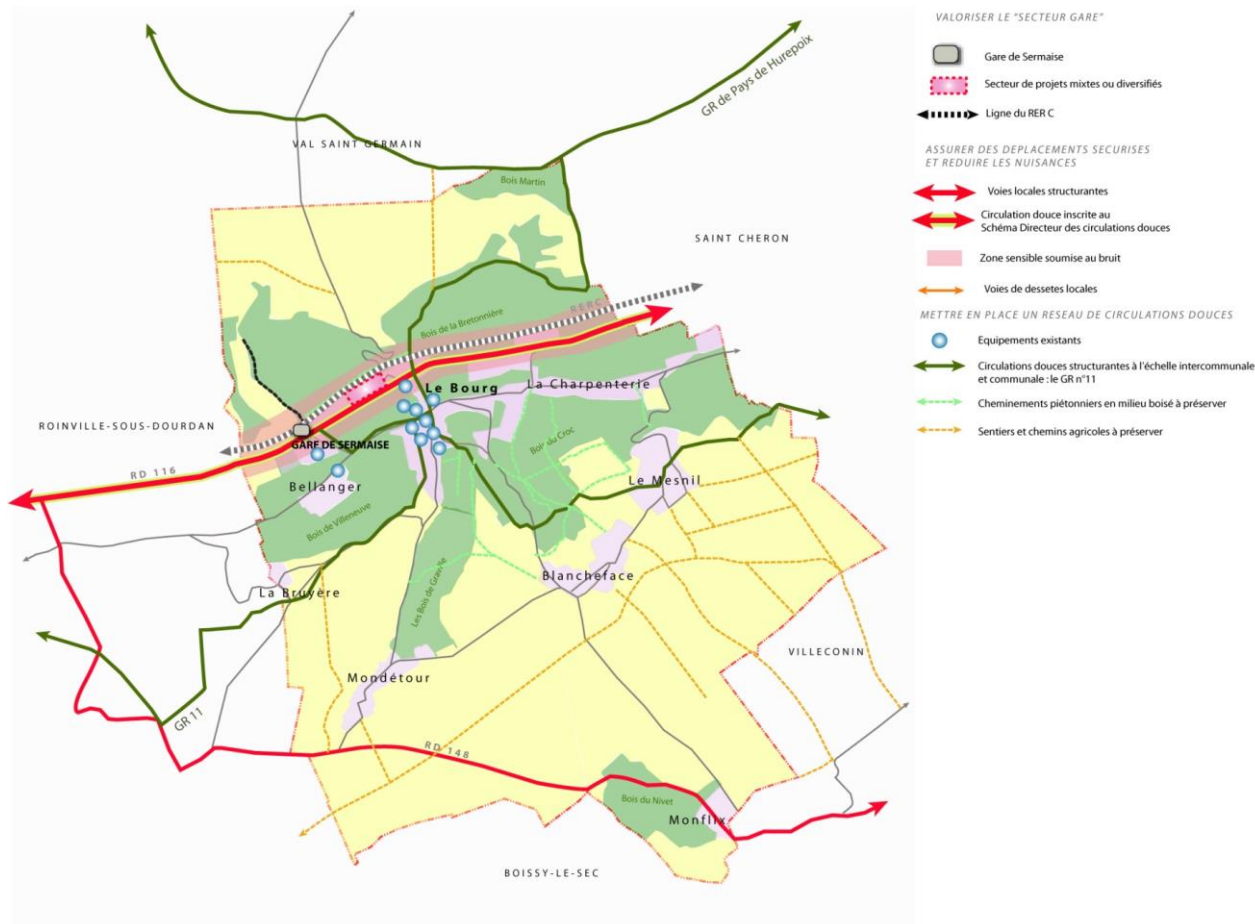 GR de Pays de Hurepoix
VAL SAINT GERMAIN
Bois Martin
SAINT CHERON
RER C
Bois de la Bretonnière
Le Bourg
La Charpenterie
ROINVILLE-SOUS-DOURDAN
GARE DE SERMAISE
Bois du Croc
RD 116
Bellanger
Le Mesnil
Bois de Villeneuve
Blancheface
La Bruyère
Les Bois de Gravelle
VILLECONIN
Mondétour
GR 11
RD 148
Bois du Nivet
Monflix
BOISSY-LE-SEC
VALORISER LE "SECTEUR GARE"
Gare de Sermaise
Secteur de projets mixtes ou diversifiés
Ligne du RER C
ASSURER DES DEPLACEMENTS SECURISES
ET REDUIRE LES NUISANCES
Voies locales structurantes
Circulation douce inscrite au
Schéma Directeur des circulations douces
Zone sensible soumise au bruit
Voies de dessetes locales
METTRE EN PLACE UN RESEAU DE CIRCULATIONS DOUCES
Equipements existants
Circulations douces structurantes à l'échelle intercommunale
et communale : le GR n°11
Cheminements piétonniers en milieu boisé à préserver
Sentiers et chemins agricoles à préserver